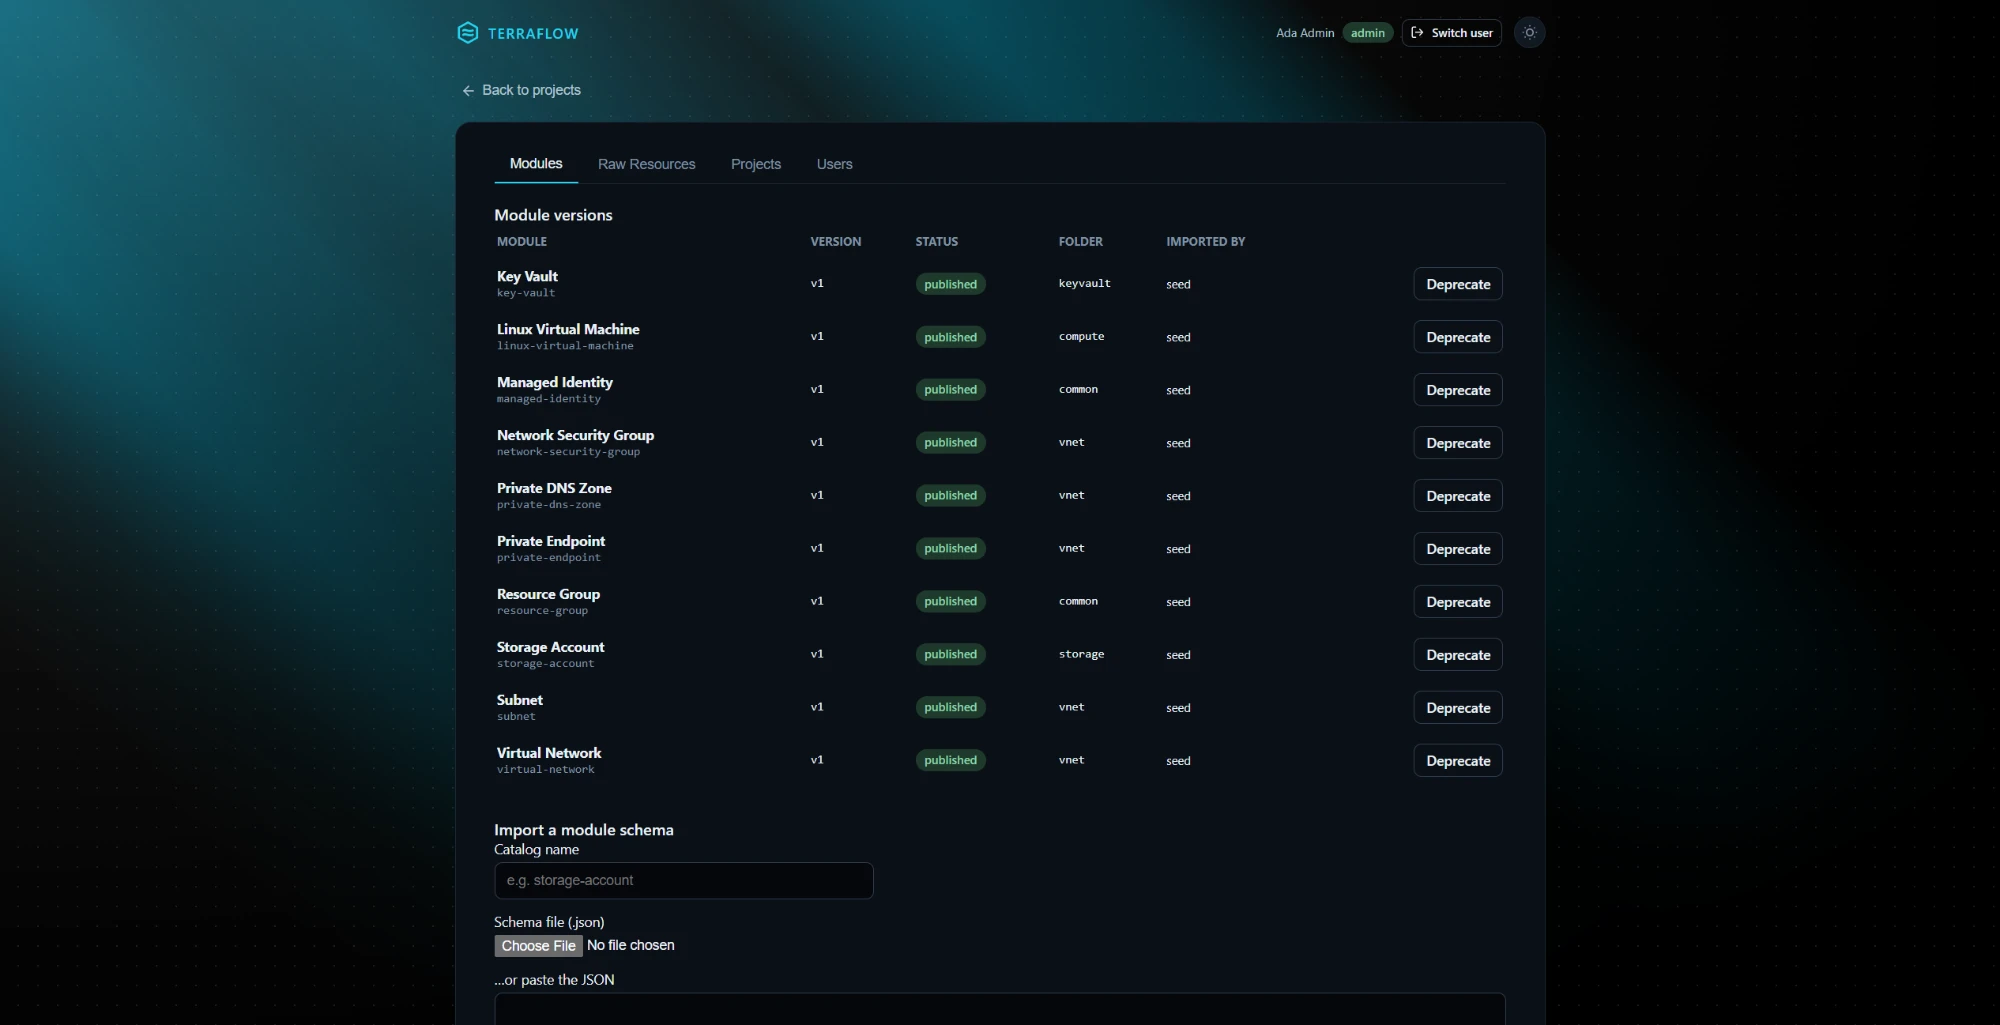 TERRAFLOW
Ada Admin admin Switch user
Back to projects
Modules Raw Resources Projects Users
Module versions
MODULE VERSION STATUS FOLDER IMPORTED BY
Key Vault
key-vault
v1 published keyvault seed Deprecate
Linux Virtual Machine
linux-virtual-machine
v1 published compute seed Deprecate
Managed Identity
managed-identity
v1 published common seed Deprecate
Network Security Group
network-security-group
v1 published vnet seed Deprecate
Private DNS Zone
private-dns-zone
v1 published vnet seed Deprecate
Private Endpoint
private-endpoint
v1 published vnet seed Deprecate
Resource Group
resource-group
v1 published common seed Deprecate
Storage Account
storage-account
v1 published storage seed Deprecate
Subnet
subnet
v1 published vnet seed Deprecate
Virtual Network
virtual-network
v1 published vnet seed Deprecate
Import a module schema
Catalog name
e.g. storage-account
Schema file (.json)
Choose File No file chosen
...or paste the JSON